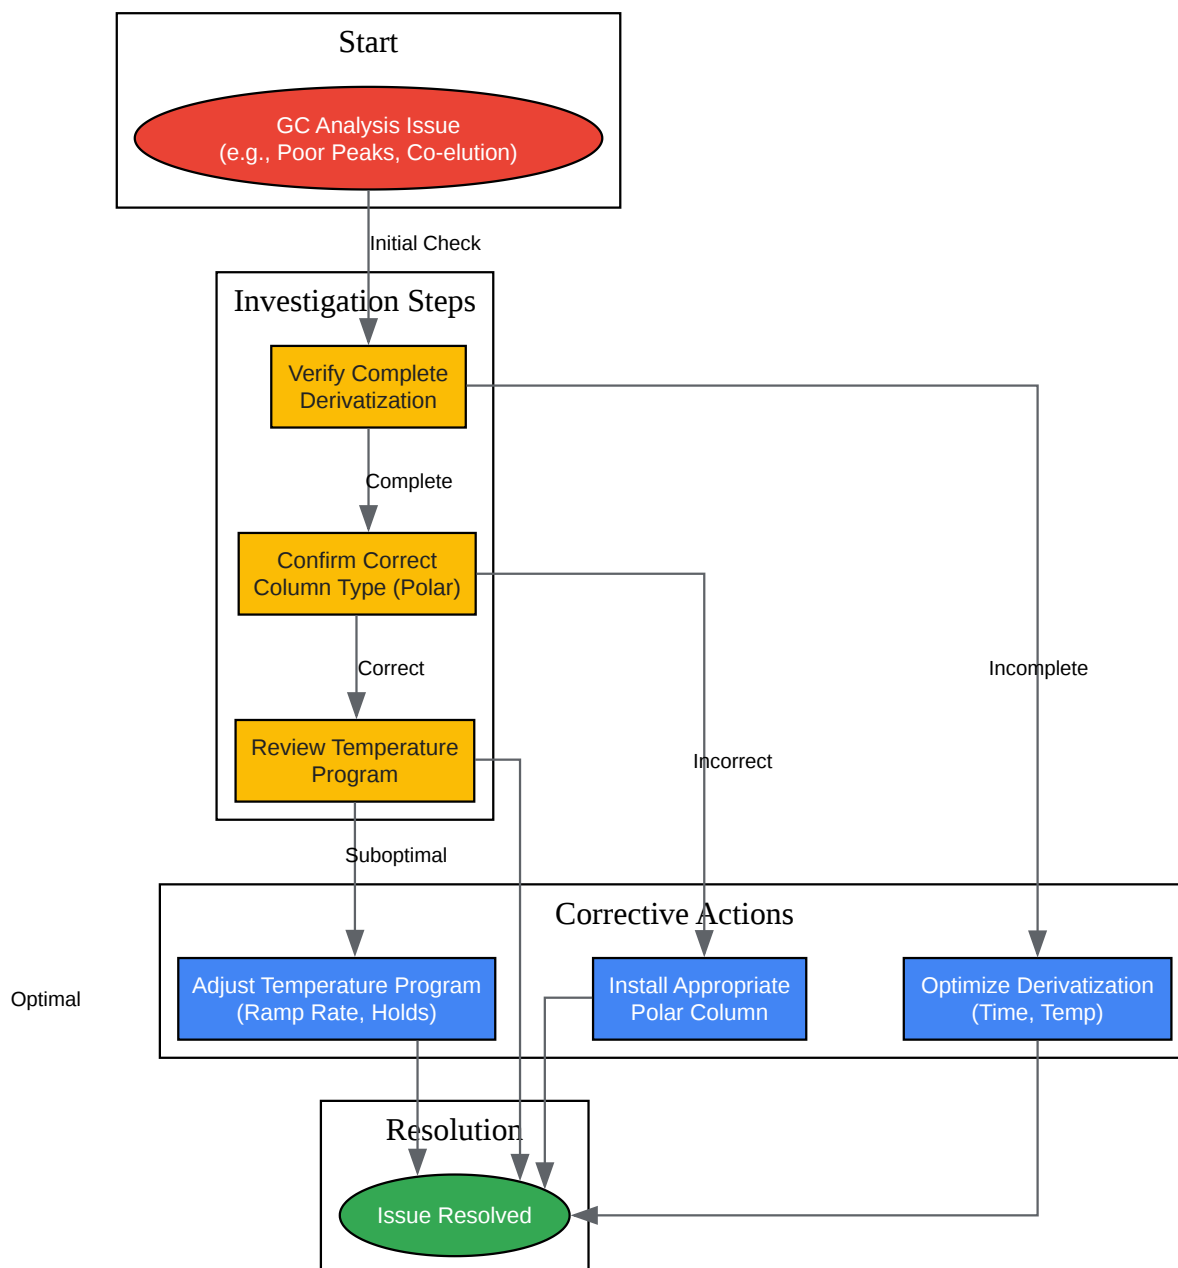 Start
GC Analysis Issue
(e.g., Poor Peaks, Co-elution)
Initial Check
Investigation Steps
Verify Complete
Derivatization
Complete
Confirm Correct
Column Type (Polar)
Correct
Incomplete
Review Temperature
Program
Incorrect
Suboptimal
Corrective Actions
Optimal
Adjust Temperature Program
(Ramp Rate, Holds)
Install Appropriate
Polar Column
Optimize Derivatization
(Time, Temp)
Resolution
Issue Resolved